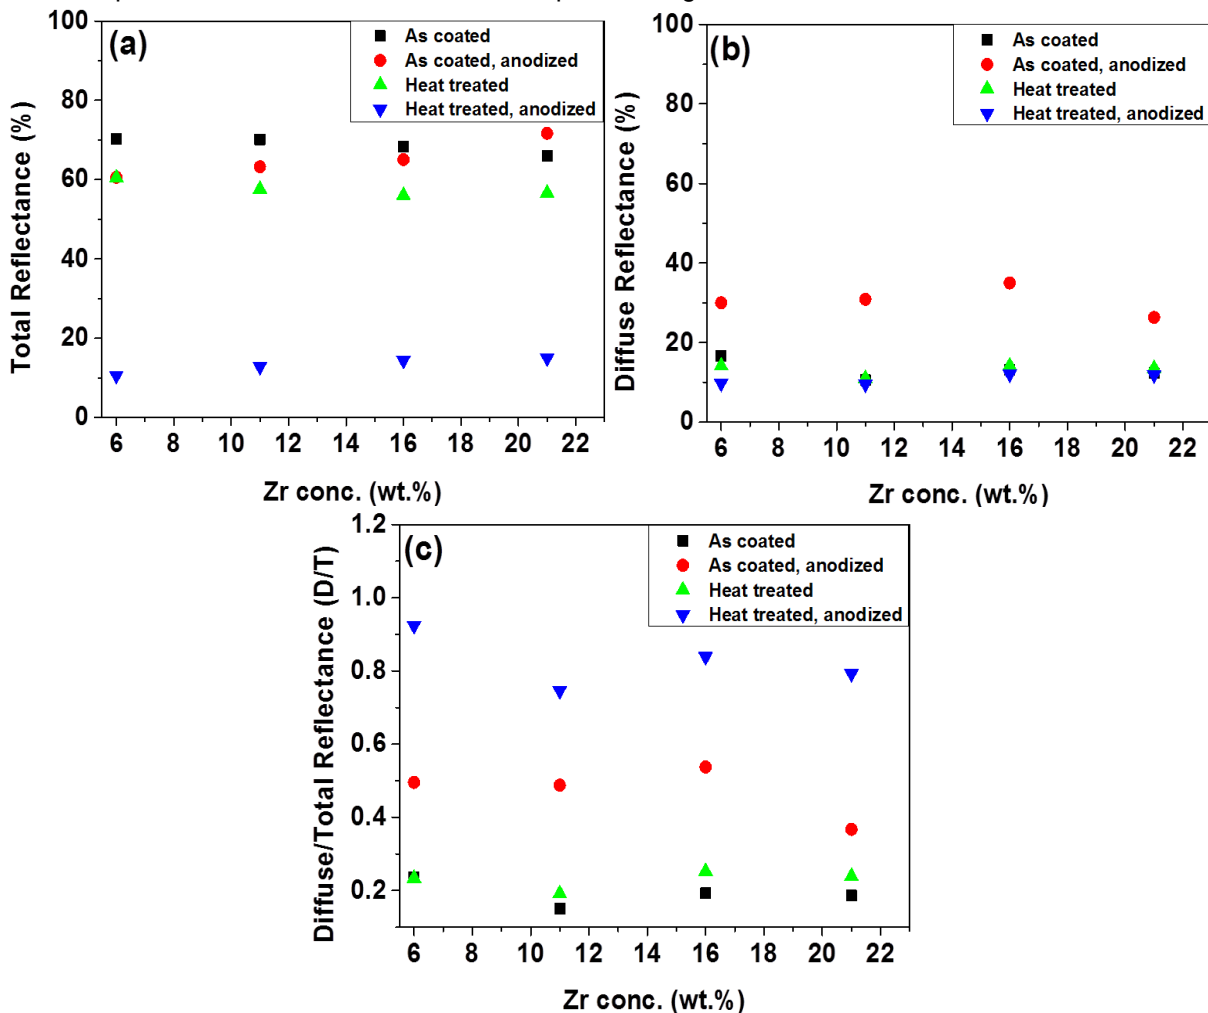 100
80
60
40
20
0
Total Reflectance (%)
(a)
As coated
As coated, anodized
Heat treated
Heat treated, anodized
6 8 10 12 14 16 18 20 22
Zr conc. (wt.%)
100
80
60
40
20
0
Diffuse Reflectance (%)
(b)
As coated
As coated, anodized
Heat treated
Heat treated, anodized
6 8 10 12 14 16 18 20 22
Zr conc. (wt.%)
1.2
1.0
0.8
0.6
0.4
0.2
Diffuse/Total Reflectance (D/T)
(c)
As coated
As coated, anodized
Heat treated
Heat treated, anodized
6 8 10 12 14 16 18 20 22
Zr conc. (wt.%)